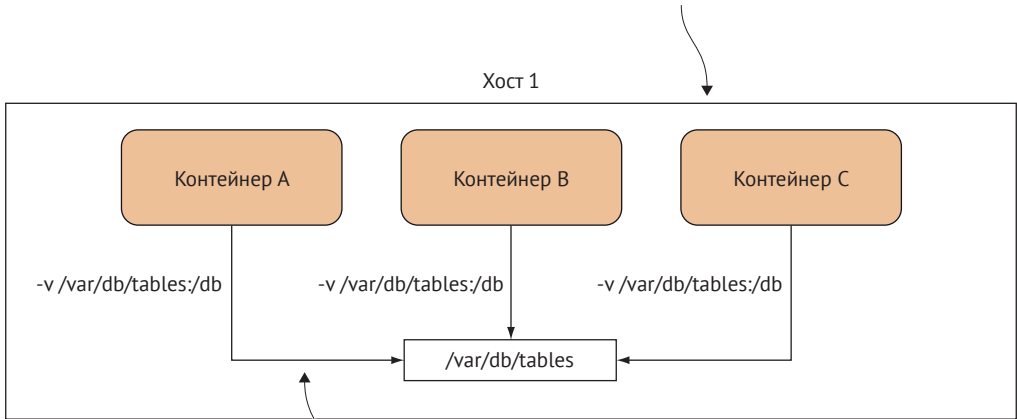 Хост 1
Контейнер A
Контейнер B
Контейнер C
-v /var/db/tables:/db
-v /var/db/tables:/db
-v /var/db/tables:/db
/var/db/tables